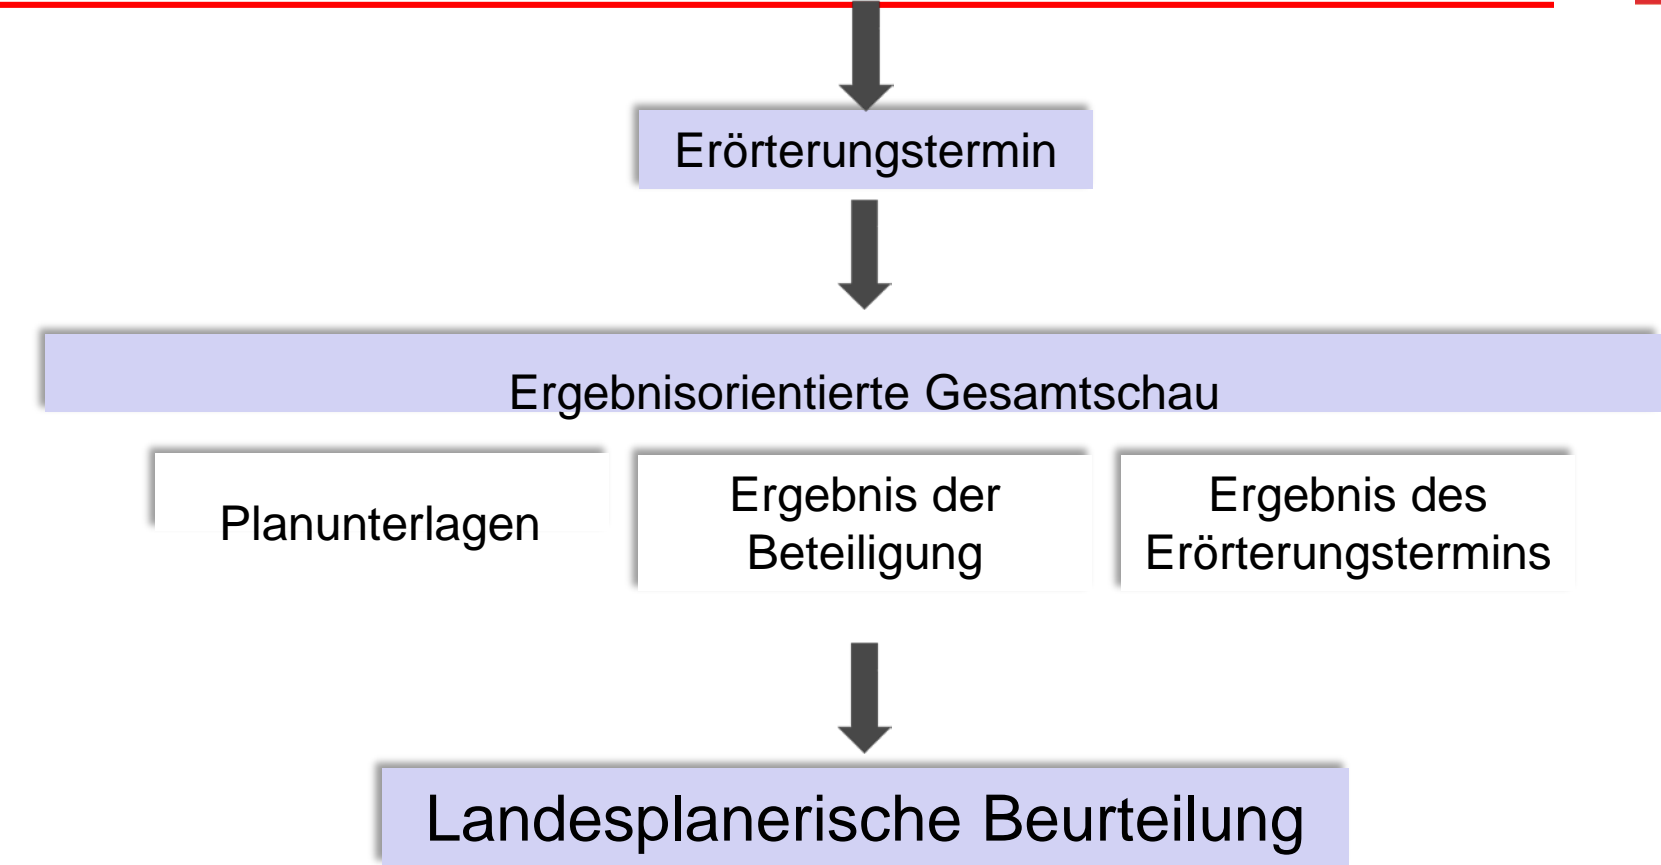 Erörterungstermin
Ergebnisorientierte Gesamtschau
Planunterlagen
Ergebnis der
Beteiligung
Ergebnis des
Erörterungstermins
Landesplanerische Beurteilung